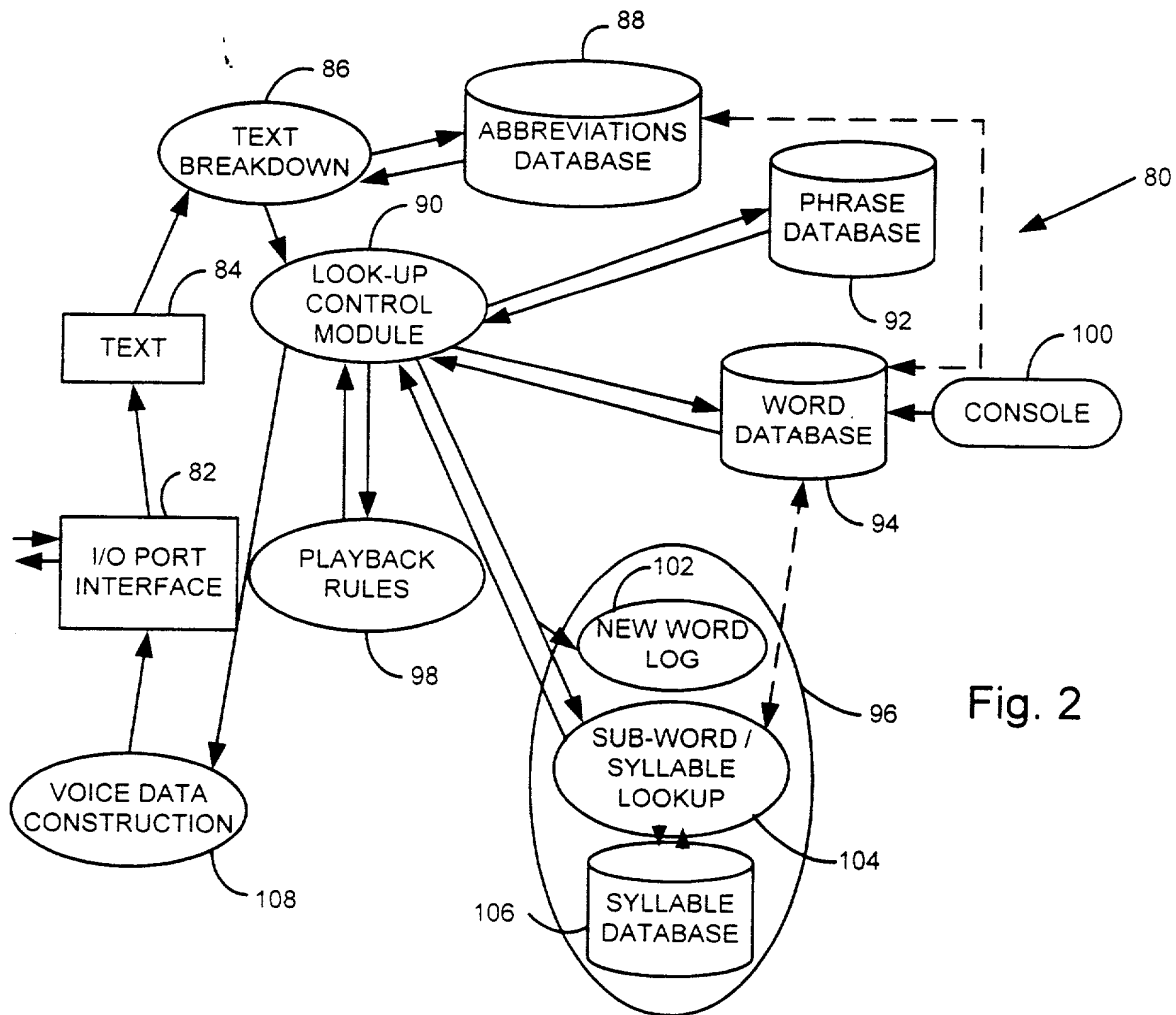 88
86
TEXT
BREAKDOWN
ABBREVIATIONS
DATABASE
80
PHRASE
DATABASE
90
84
LOOK-UP
CONTROL
MODULE
92
100
TEXT
WORD
DATABASE
CONSOLE
82
94
I/O PORT
INTERFACE
PLAYBACK
RULES
102
NEW WORD
LOG
98
96
Fig. 2
SUB-WORD /
SYLLABLE
LOOKUP
VOICE DATA
CONSTRUCTION
104
108
106
SYLLABLE
DATABASE